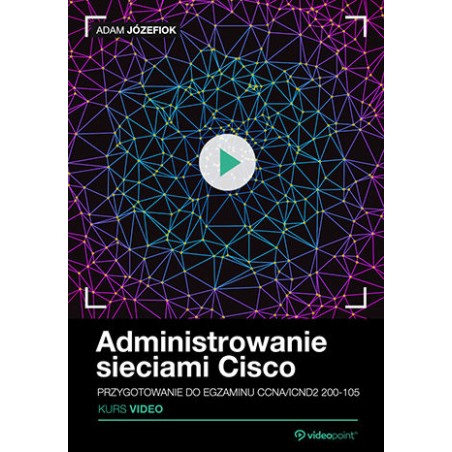 ADAM JÓZEFIOK
Administrowanie
sieciami Cisco
PRZYGOTOWANIE DO EGZAMINU CCNA/ICND2 200-105
KURS VIDEO
videopoint